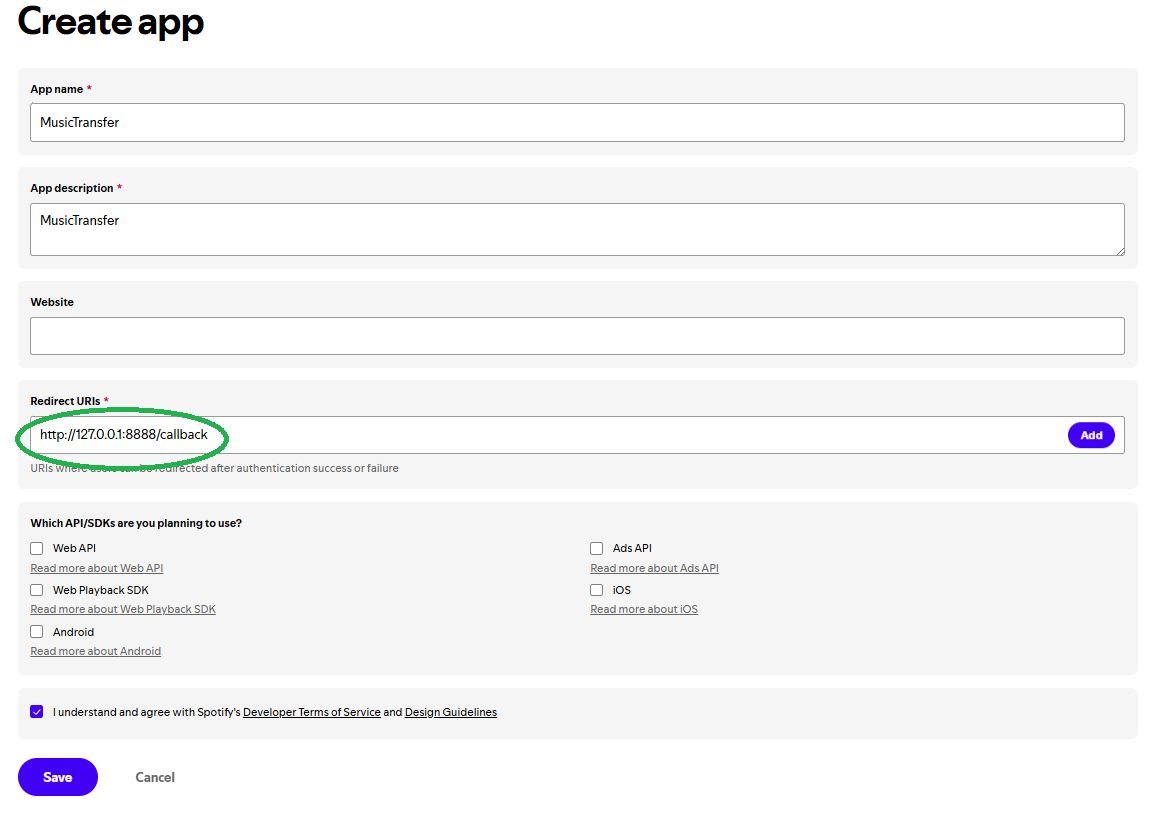 Create app
App name *
MusicTransfer
App description *
MusicTransfer
Website
Redirect URIs *
http://127.0.0.1:8888/callback
Add
URIs where users can be redirected after authentication success or failure
Which API/SDKs are you planning to use?
Web API
Read more about Web API
Ads API
Read more about Ads API
Web Playback SDK
Read more about Web Playback SDK
iOS
Read more about iOS
Android
Read more about Android
I understand and agree with Spotify's Developer Terms of Service and Design Guidelines
Save
Cancel